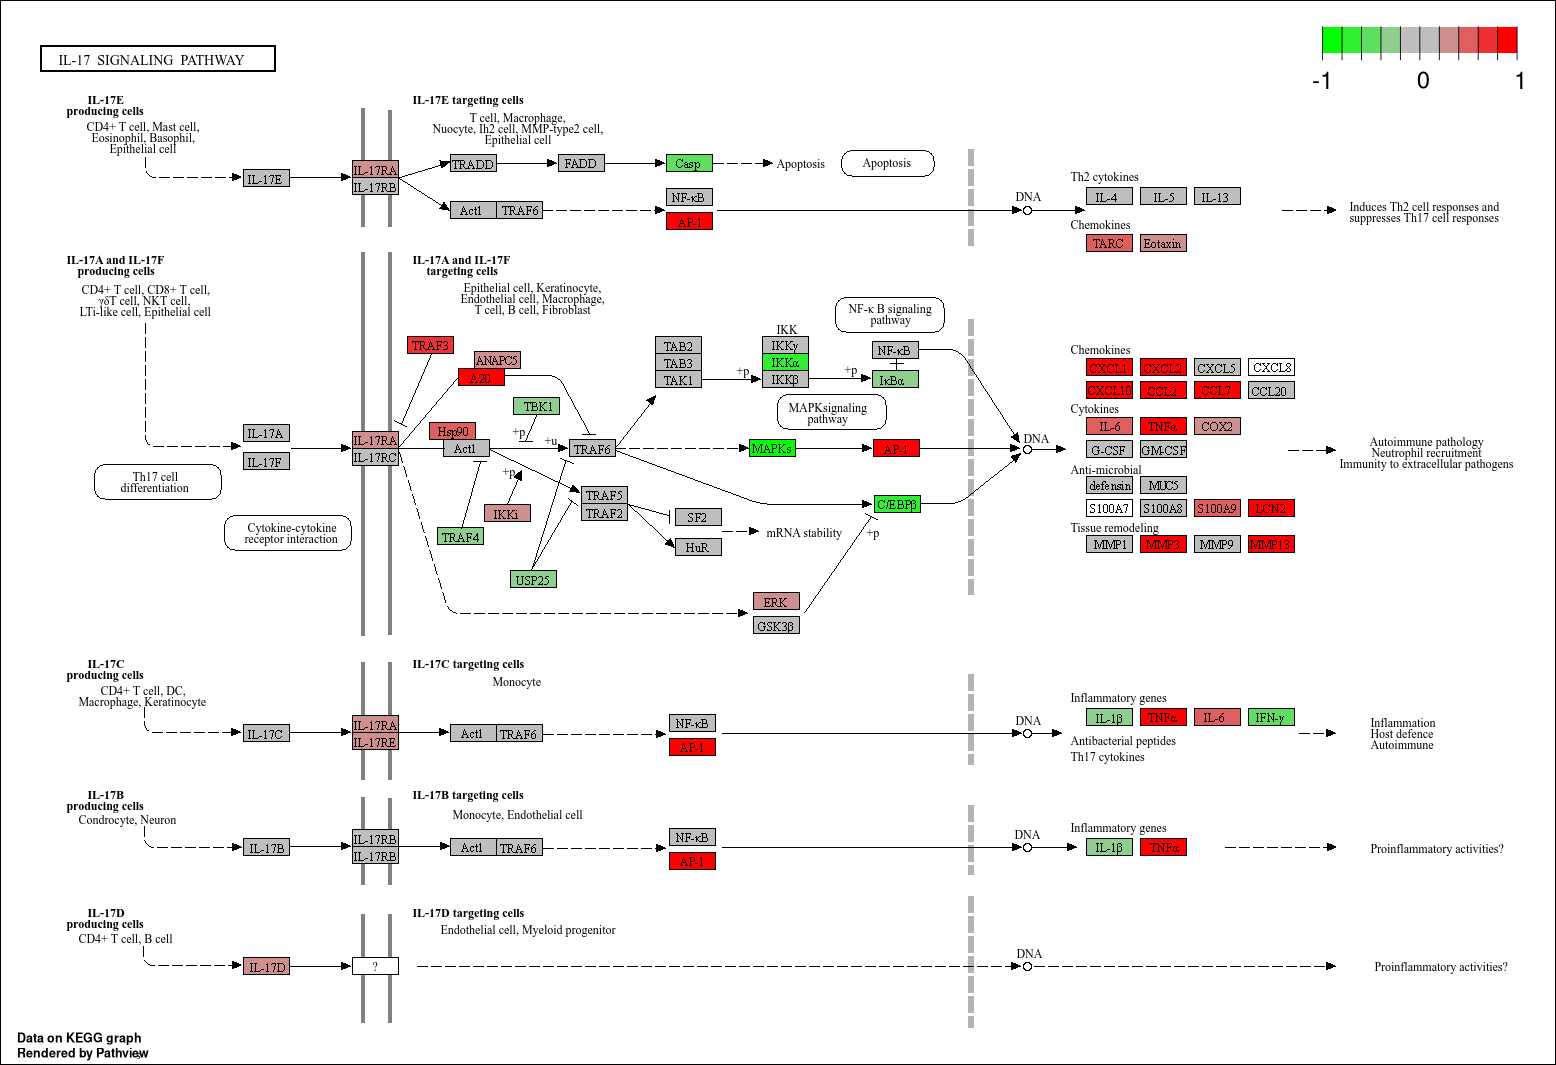 IL-17 SIGNALING PATHWAY
-1 0 1
IL-17E
producing cells
CD4+ T cell, Mast cell,
Eosinophil, Basophil,
Epithelial cell
IL-17E
IL-17RA
IL-17RB
IL-17E targeting cells
T cell, Macrophage,
Nuocyte, Ih2 cell, MMP-type2 cell,
Epithelial cell
TRADD
FADD
Casp
Apoptosis
Apoptosis
Act1
TRAF6
NF-κB
AP-1
DNA
Th2 cytokines
IL-4
IL-5
IL-13
Chemokines
TARC
Eotaxin
Induces Th2 cell responses and
suppresses Th17 cell responses
IL-17A and IL-17F
producing cells
CD4+ T cell, CD8+ T cell,
γδT cell, NKT cell,
LTi-like cell, Epithelial cell
IL-17A
IL-17F
Th17 cell
differentiation
Cytokine-cytokine
receptor interaction
IL-17RA
IL-17RC
IL-17A and IL-17F
targeting cells
Epithelial cell, Keratinocyte,
Endothelial cell, Macrophage,
T cell, B cell, Fibroblast
TRAF3
ANAPC5
A20
TBK1
Hsp90
+p
Act1
+u
TRAF6
+p
IKKi
TRAF4
USP25
TRAF5
TRAF2
SF2
HuR
mRNA stability
TAB2
TAB3
TAK1
+p
IKK
IKKγ
IKKα
IKKβ
+p
NF-κ B signaling
pathway
NF-κB
IκBα
MAPKsignaling
pathway
MAPKs
AP-1
C/EBPβ
+p
ERK
GSK3β
DNA
Chemokines
CXCL1
CXCL2
CXCL5
CXCL8
CXCL10
CCL2
CCL7
CCL20
Cytokines
IL-6
TNFα
COX2
G-CSF
GM-CSF
Anti-microbial
defensin
MUC5
S100A7
S100A8
S100A9
LCN2
Tissue remodeling
MMP1
MMP3
MMP9
MMP13
Autoimmune pathology
Neutrophil recruitment
Immunity to extracellular pathogens
IL-17C
producing cells
CD4+ T cell, DC,
Macrophage, Keratinocyte
IL-17C
IL-17RA
IL-17RE
IL-17C targeting cells
Monocyte
Act1
TRAF6
NF-κB
AP-1
DNA
Inflammatory genes
IL-1β
TNFα
IL-6
IFN-γ
Antibacterial peptides
Th17 cytokines
Inflammation
Host defence
Autoimmune
IL-17B
producing cells
Condrocyte, Neuron
IL-17B
IL-17RB
IL-17RB
IL-17B targeting cells
Monocyte, Endothelial cell
Act1
TRAF6
NF-κB
AP-1
DNA
Inflammatory genes
IL-1β
TNFα
Proinflammatory activities?
IL-17D
producing cells
CD4+ T cell, B cell
IL-17D
?
IL-17D targeting cells
Endothelial cell, Myeloid progenitor
DNA
Proinflammatory activities?
Data on KEGG graph
Rendered by Pathview